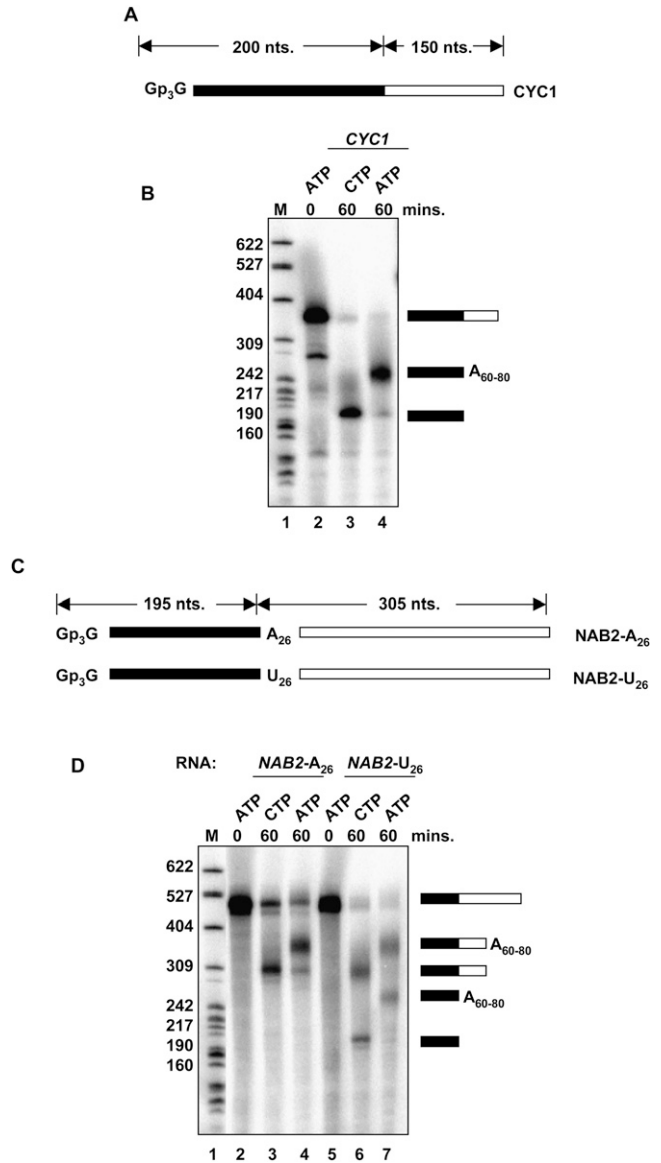 A
200 nts. 150 nts.
Gp3G CYC1
CYC1
B
ATP CTP ATP
M 0 60 60 mins.
622
527
404
309
242 A60-80
217
190
160
1 2 3 4
C
195 nts. 305 nts.
Gp3G A26 NAB2-A26
Gp3G U26 NAB2-U26
D
RNA: NAB2-A26 NAB2-U26
ATP CTP ATP ATP CTP ATP
M 0 60 60 0 60 60 mins.
622
527
404
A60-80
309
242 A60-80
217
190
160
1 2 3 4 5 6 7